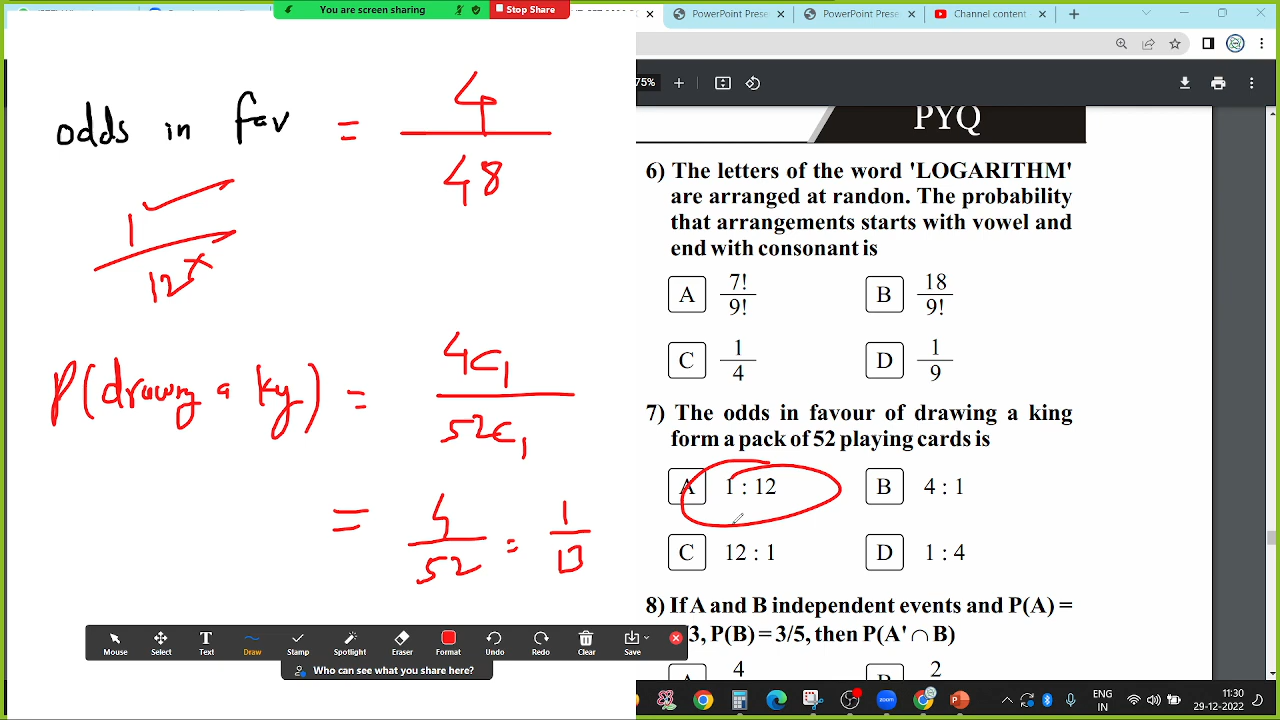 You are screen sharing
Stop Share
PowerPoint Prese
PowerPoint Prese
Channel content
odds in fav = 4/48
1/12
P(drawing a ky) = 4C1/52C1
= 4/52 = 1/13
75%
PYQ
6) The letters of the word 'LOGARITHM'
are arranged at randon. The probability
that arrangements starts with vowel and
end with consonant is
A 7!/9!
B 18/9!
C 1/4
D 1/9
7) The odds in favour of drawing a king
form a pack of 52 playing cards is
A 1 : 12
B 4 : 1
C 12 : 1
D 1 : 4
8) If A and B independent events and P(A) =
3, P(B) = 3/5, then P(A' ∩ B)
4
2
Mouse Select Text Draw Stamp Spotlight Eraser Format Undo Redo Clear Save
Who can see what you share here?
zoom
ENG
IN
11:30
29-12-2022